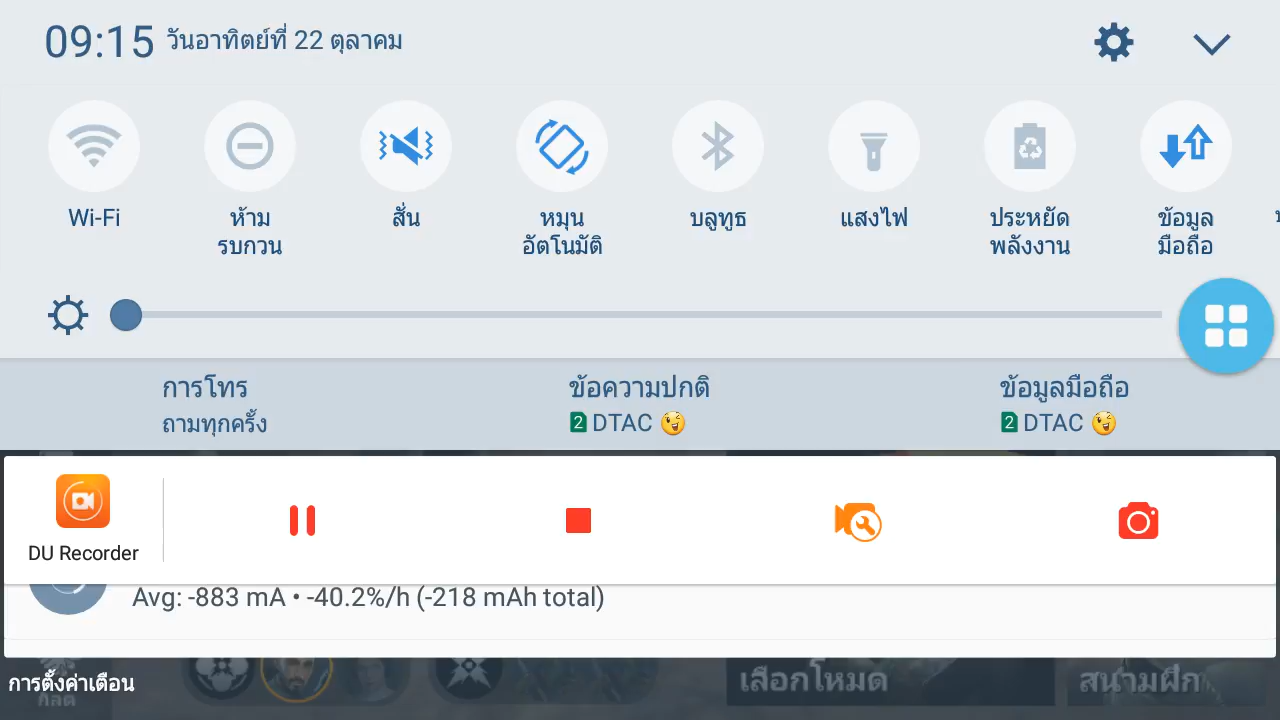 09:15 วันอาทิตย์ที่ 22 ตุลาคม
Wi-Fi
ห้าม
รบกวน
สั่น
หมุน
อัตโนมัติ
บลูทูธ
แสงไฟ
ประหยัด
พลังงาน
ข้อมูล
มือถือ
การโทร
ถามทุกครั้ง
ข้อความปกติ
2 DTAC 😉
ข้อมูลมือถือ
2 DTAC 😉
DU Recorder
Avg: -883 mA • -40.2%/h (-218 mAh total)
การตั้งค่าเตือน
เลือกโหมด
สนามฝึก